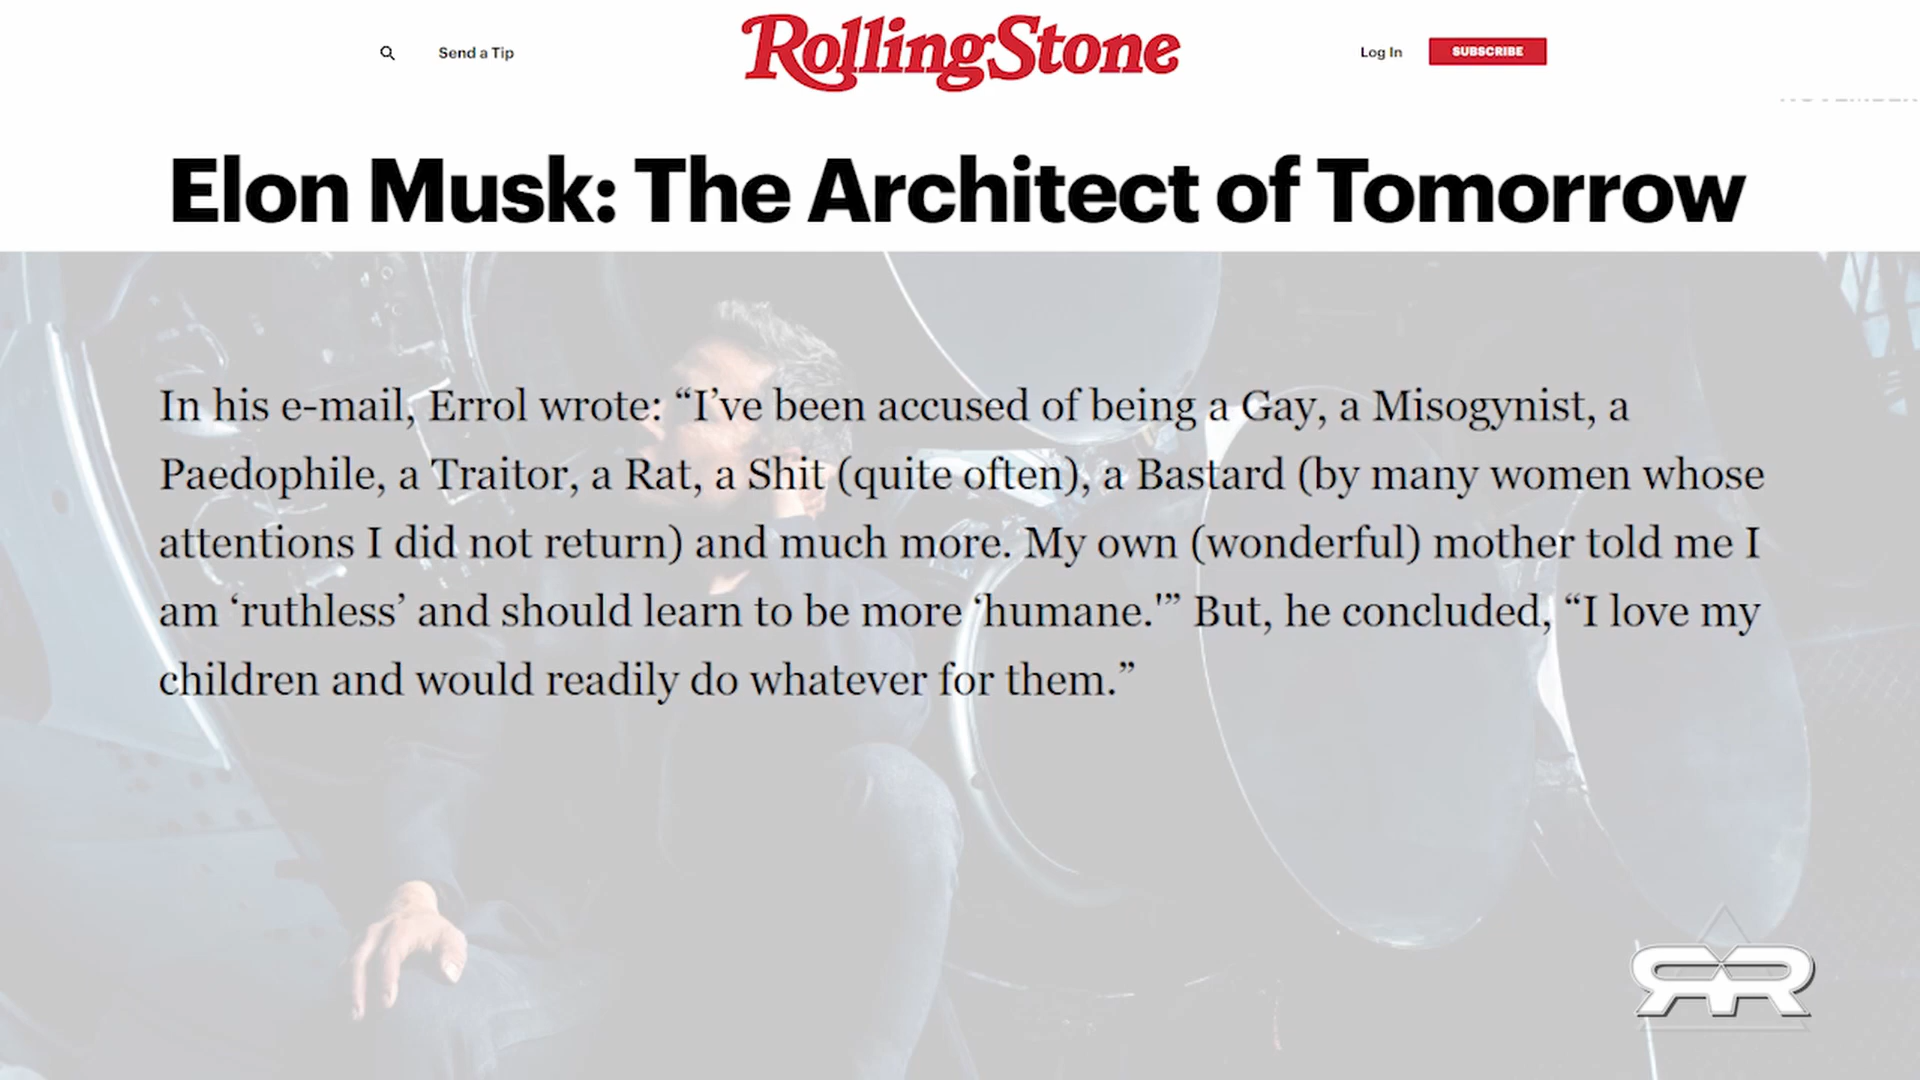 Send a Tip
RollingStone
Log In
SUBSCRIBE
Elon Musk: The Architect of Tomorrow
In his e-mail, Errol wrote: “I’ve been accused of being a Gay, a Misogynist, a
Paedophile, a Traitor, a Rat, a Shit (quite often), a Bastard (by many women whose
attentions I did not return) and much more. My own (wonderful) mother told me I
am ‘ruthless’ and should learn to be more ‘humane.'” But, he concluded, “I love my
children and would readily do whatever for them.”